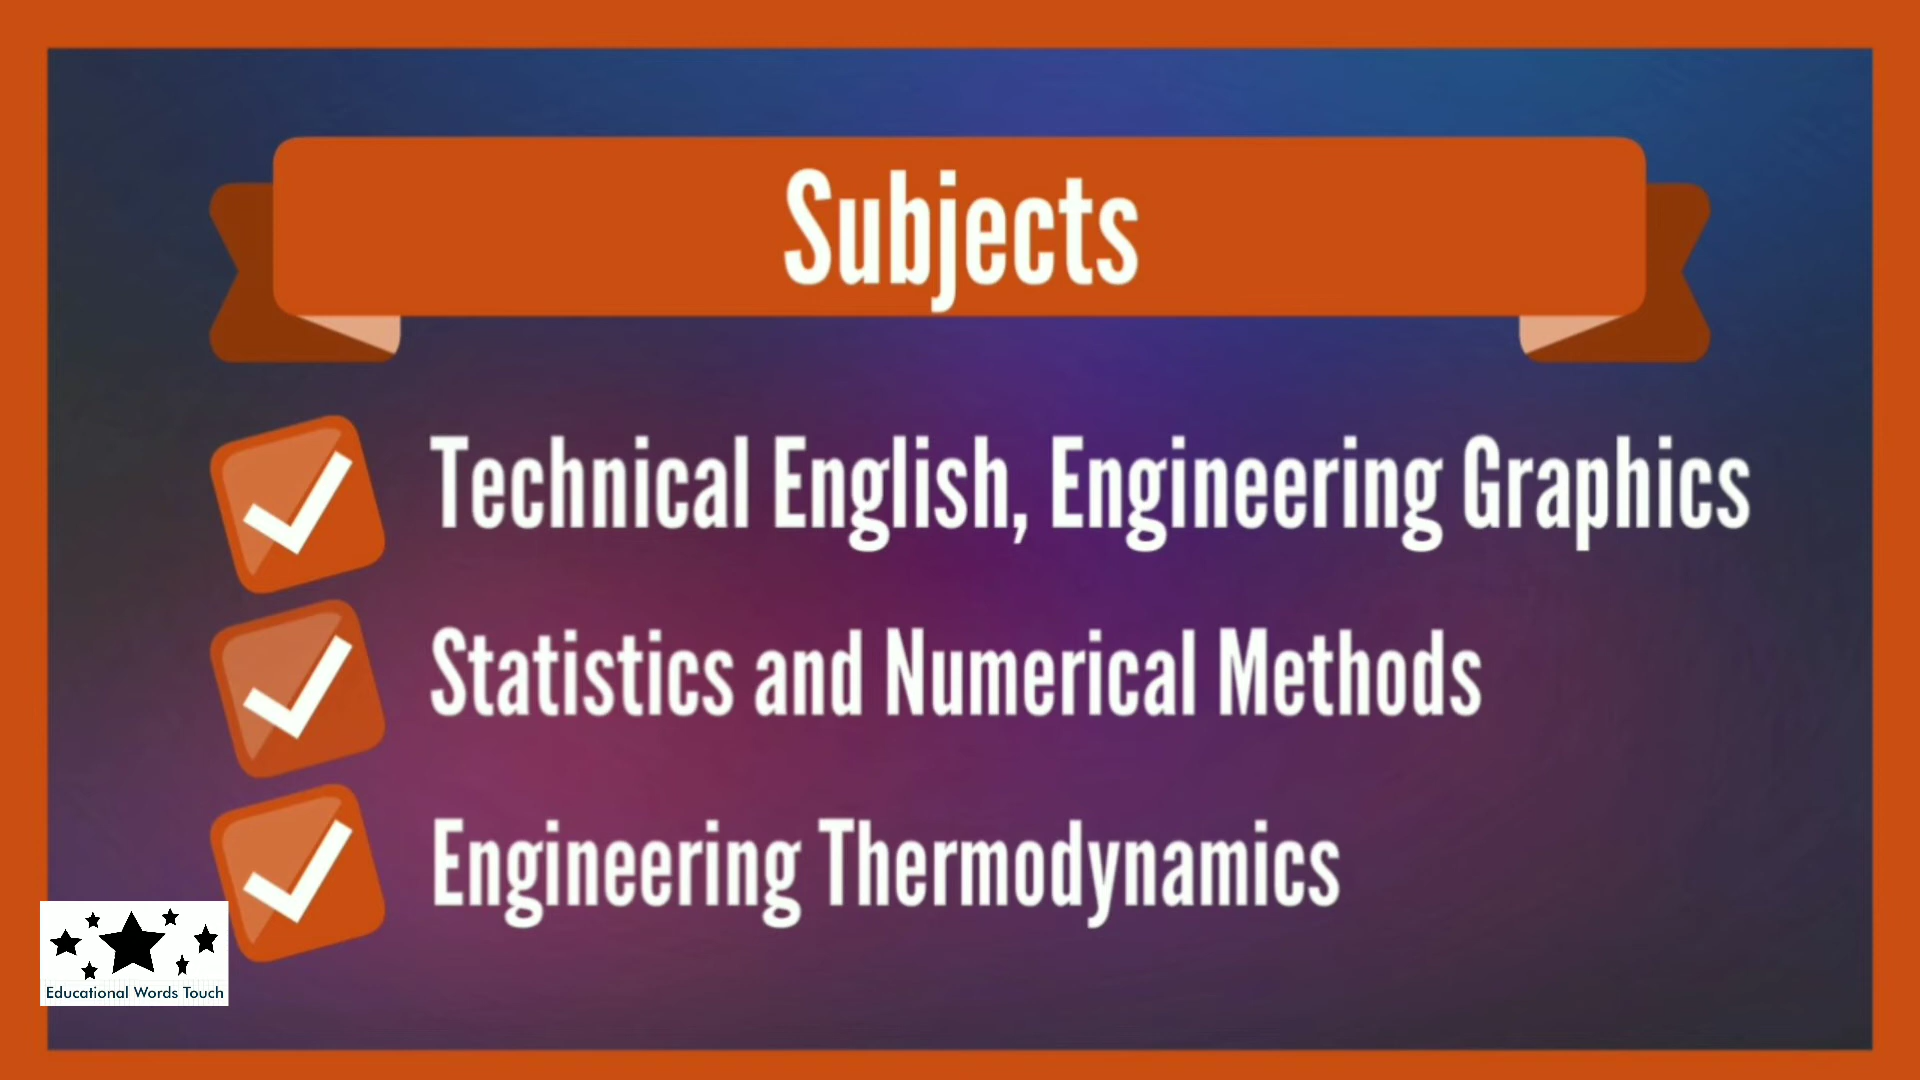 Subjects
Technical English, Engineering Graphics
Statistics and Numerical Methods
Engineering Thermodynamics
Educational Words Touch